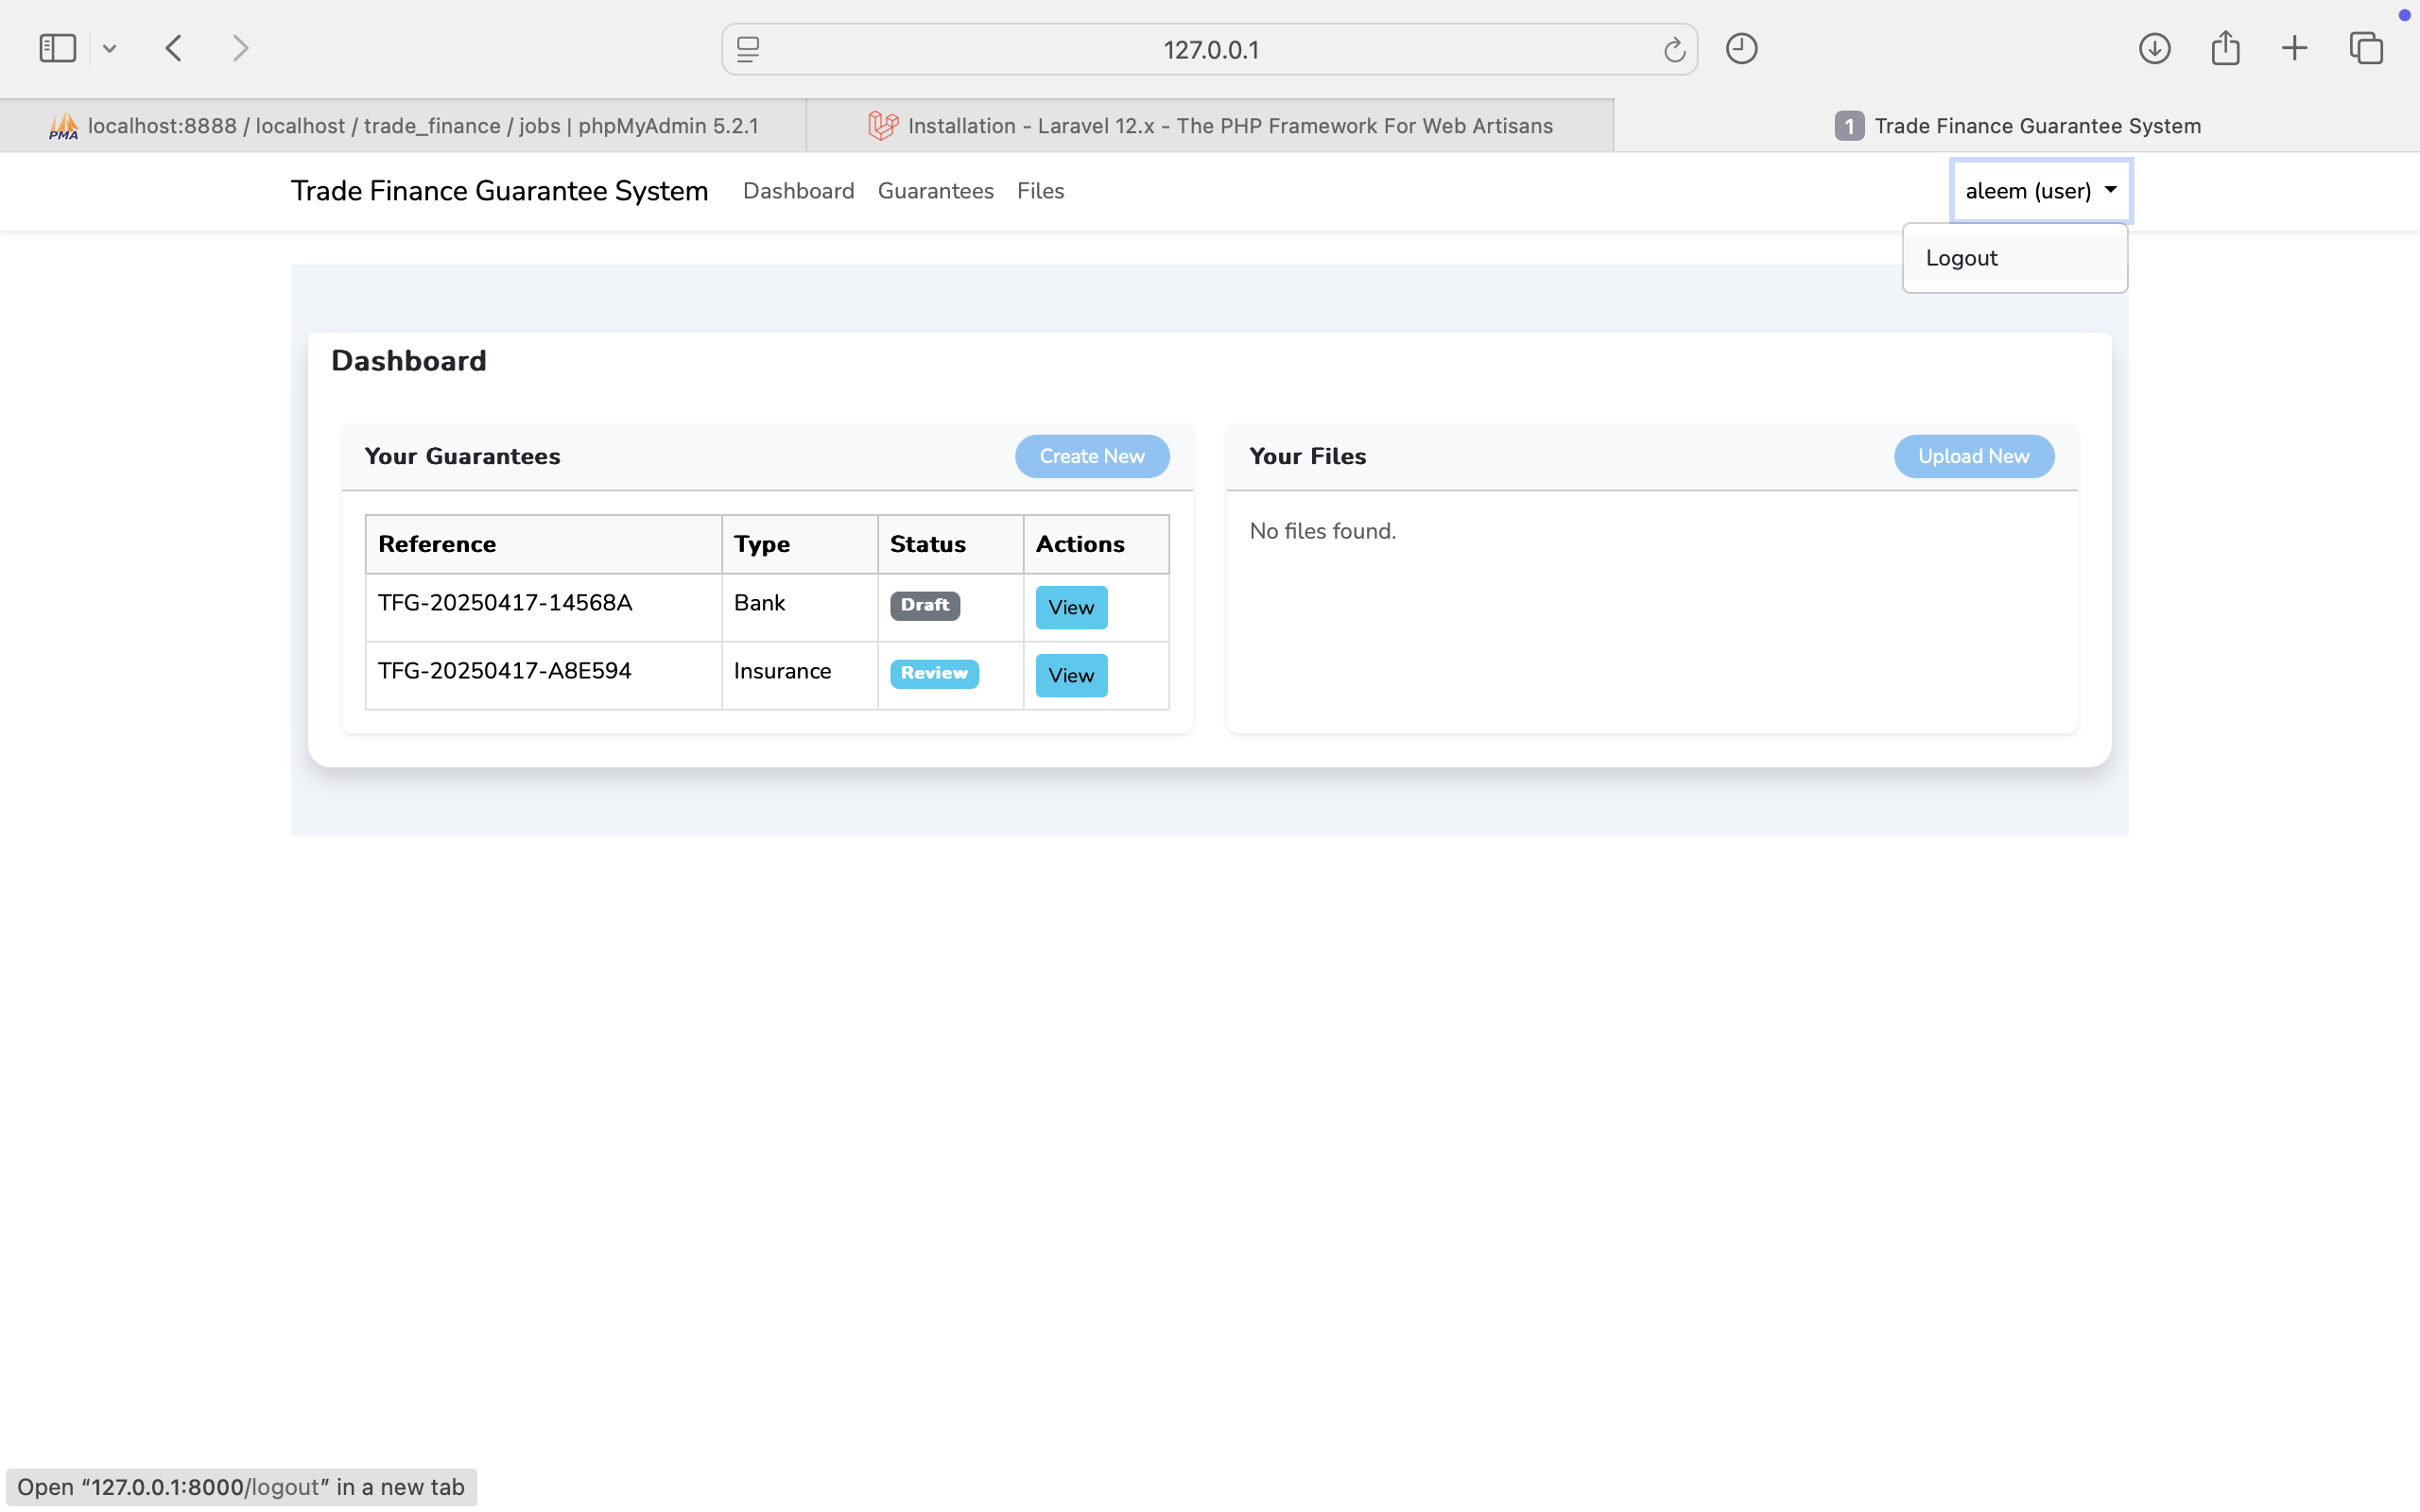 127.0.0.1
PMA localhost:8888 / localhost / trade_finance / jobs | phpMyAdmin 5.2.1
Installation - Laravel 12.x - The PHP Framework For Web Artisans
1 Trade Finance Guarantee System
Trade Finance Guarantee System Dashboard Guarantees Files aleem (user)
Logout
Dashboard
Your Guarantees Create New
Your Files Upload New
Reference Type Status Actions
TFG-20250417-14568A Bank Draft View
TFG-20250417-A8E594 Insurance Review View
No files found.
Open “127.0.0.1:8000/logout” in a new tab